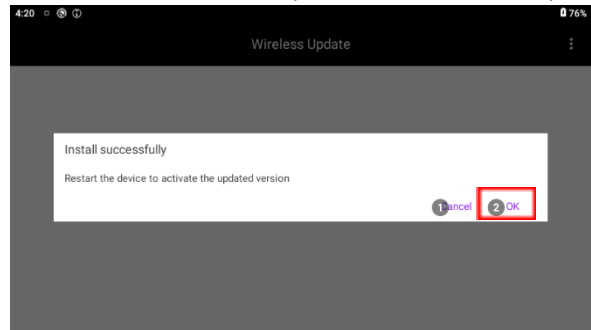 4:20 76%
Wireless Update
Install successfully
Restart the device to activate the updated version
1 ancel 2 OK